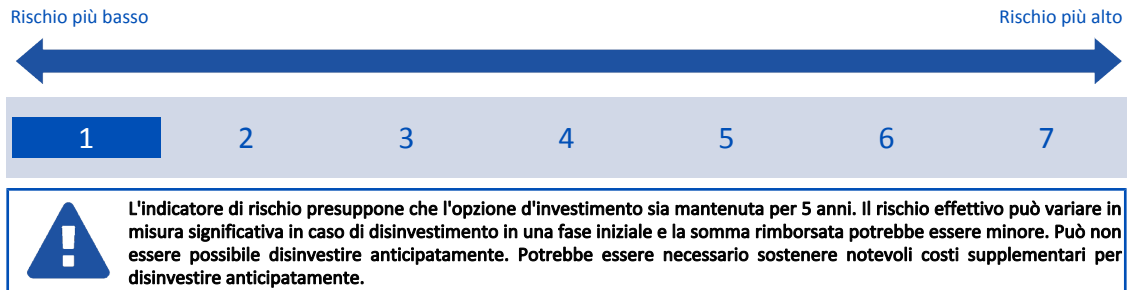 Rischio più basso Rischio più alto
1 2 3 4 5 6 7
L'indicatore di rischio presuppone che l'opzione d'investimento sia mantenuta per 5 anni. Il rischio effettivo può variare in
misura significativa in caso di disinvestimento in una fase iniziale e la somma rimborsata potrebbe essere minore. Può non
essere possibile disinvestire anticipatamente. Potrebbe essere necessario sostenere notevoli costi supplementari per
disinvestire anticipatamente.